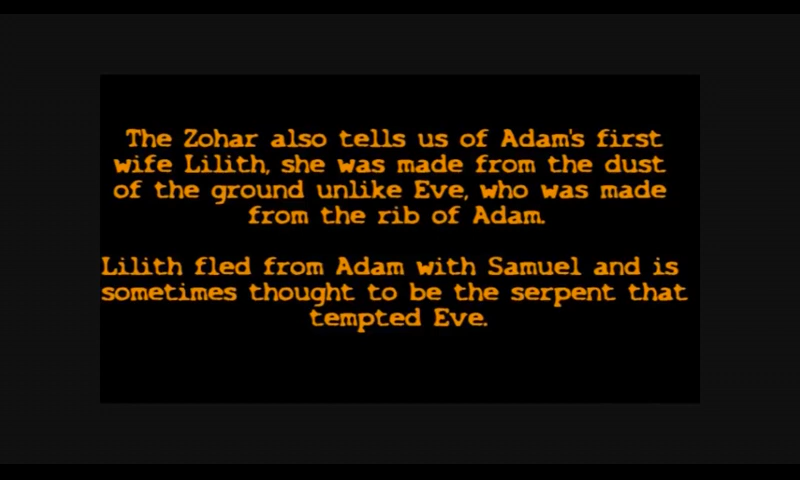 The Zohar also tells us of Adam's first
wife Lilith, she was made from the dust
of the ground unlike Eve, who was made
from the rib of Adam.
Lilith fled from Adam with Samuel and is
sometimes thought to be the serpent that
tempted Eve.